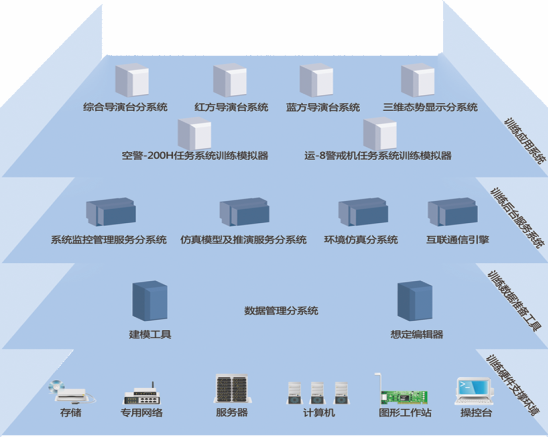 综合导演台分系统
红方导演台系统
蓝方导演台系统
三维态势显示分系统
空警-200H任务系统训练模拟器
运-8警戒机任务系统训练模拟器
训练应用系统
系统监控管理服务分系统
仿真模型及推演服务分系统
环境仿真分系统
互联通信引擎
训练后台服务系统
建模工具
数据管理分系统
想定编辑器
训练数据准备工具
存储
专用网络
服务器
计算机
图形工作站
操控台
训练硬件支撑环境